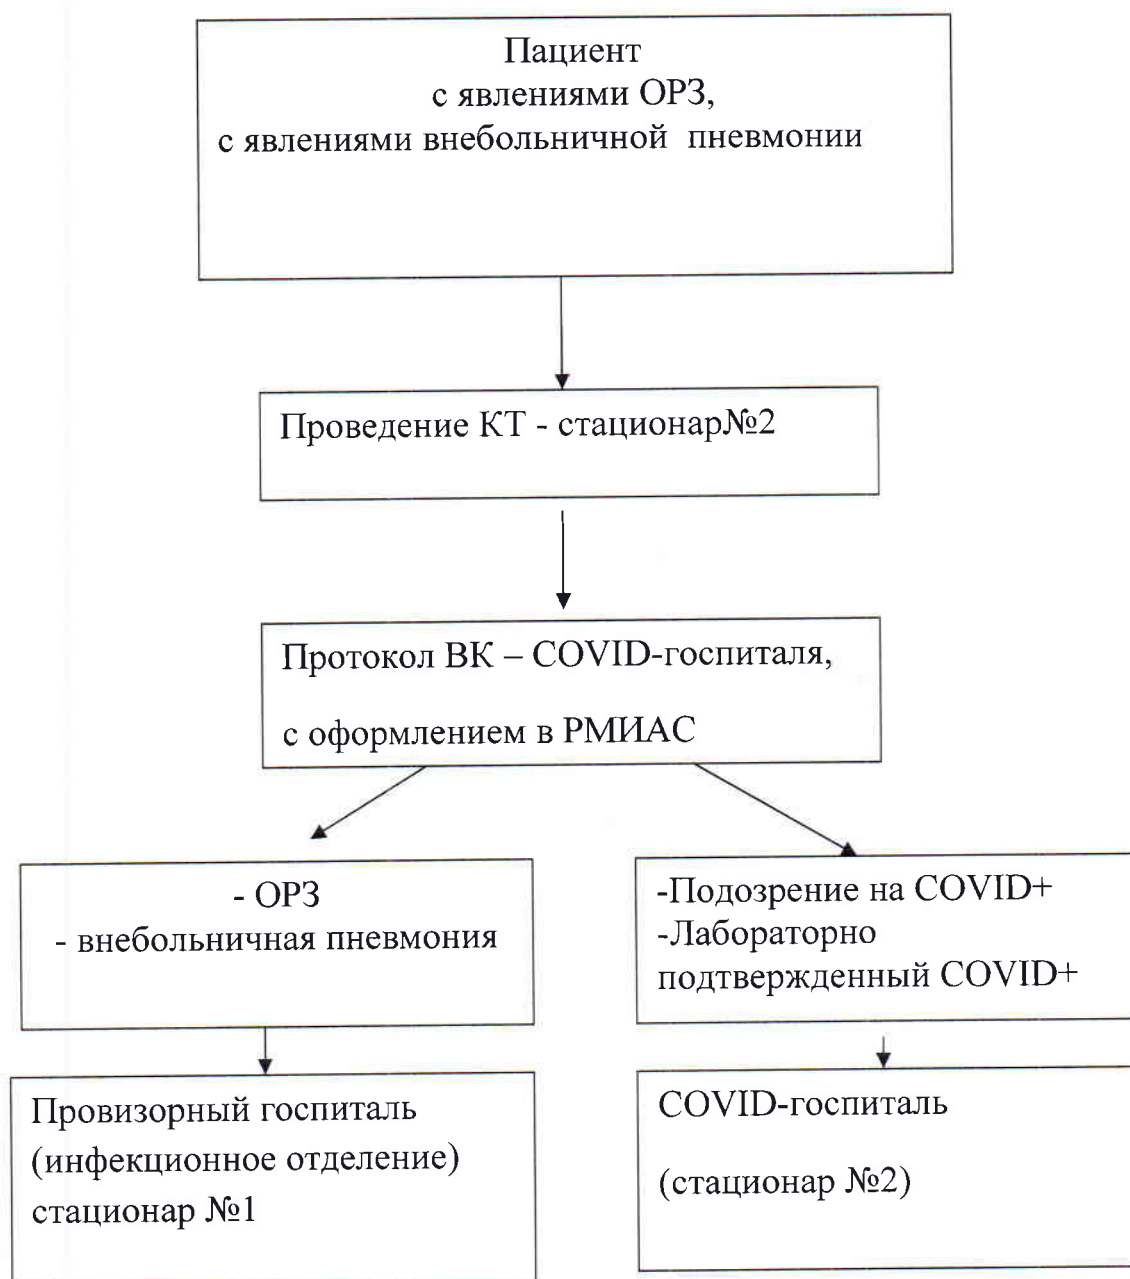 Пациент
с явлениями ОРЗ,
с явлениями внебольничной пневмонии
Проведение КТ - стационар№2
Протокол ВК – COVID-госпиталя,
с оформлением в РМИАС
- ОРЗ
- внебольничная пневмония
-Подозрение на COVID+
-Лабораторно
подтвержденный COVID+
Провизорный госпиталь
(инфекционное отделение)
стационар №1
COVID-госпиталь
(стационар №2)